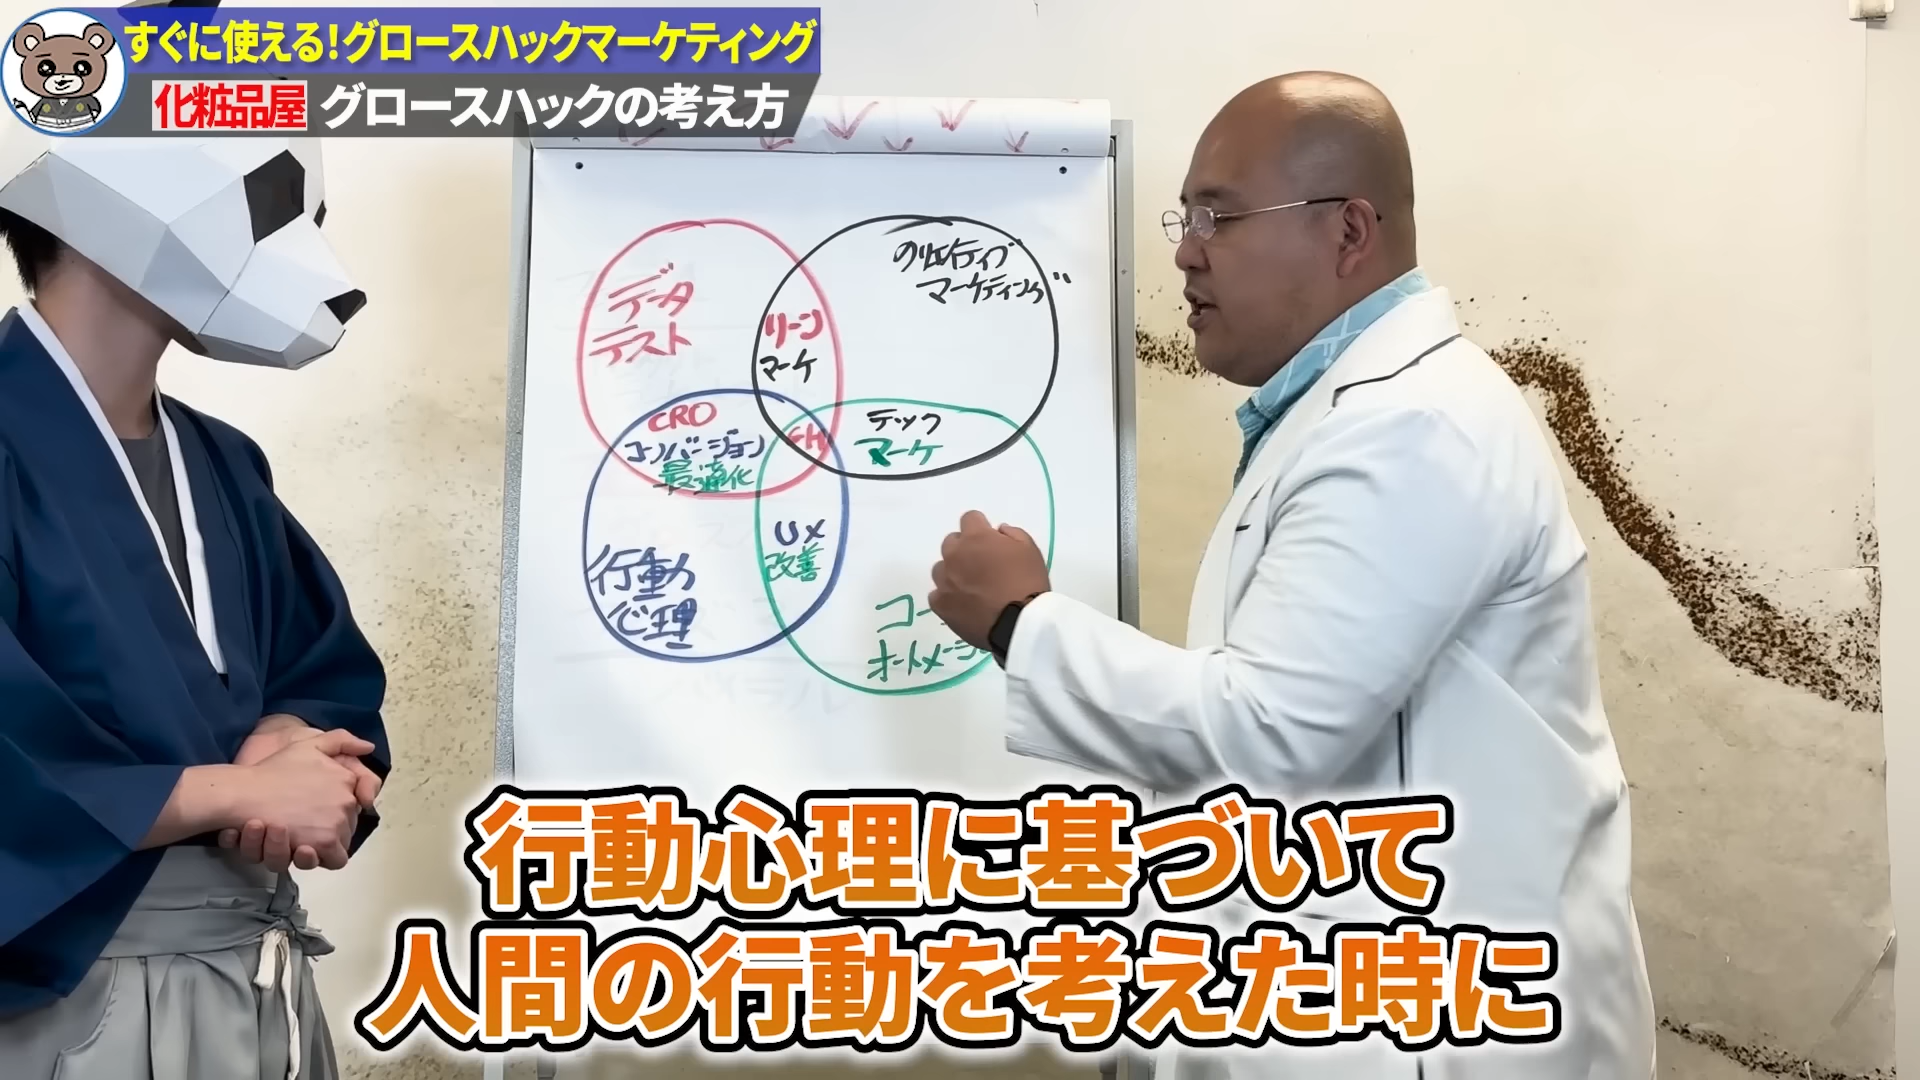 すぐに使える!グロースハックマーケティング
化粧品屋 グロースハックの考え方
クリエイティブ
マーケティング
データ
テスト
リーン
マーケ
CRO
コンバージョン
最適化
GH
テック
マーケ
UX
改善
行動
心理
コー
オートメーシ
行動心理に基づいて
人間の行動を考えた時に